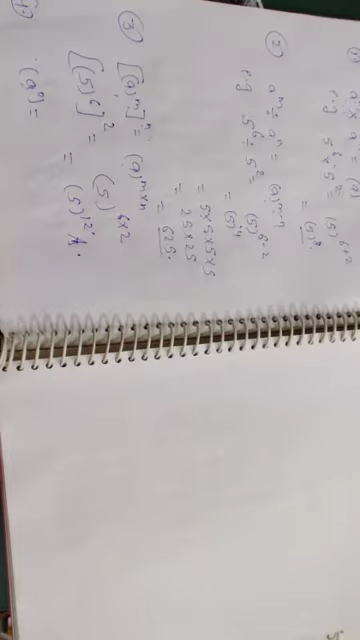 1) a^m × a^n = (a)
e.g 5^6 × 5^2 = (5)^6+2
= (5)^8.
2) a^m ÷ a^n = (a)^m-n
e.g 5^6 ÷ 5^2 = (5)^6-2
= (5)^4
= 5×5×5×5
= 25×25
= 625.
3) [(a)^m]^n = (a)^m×n
[(5)^6]^2 = (5)^6×2
= (5)^12
4. (a^0) =